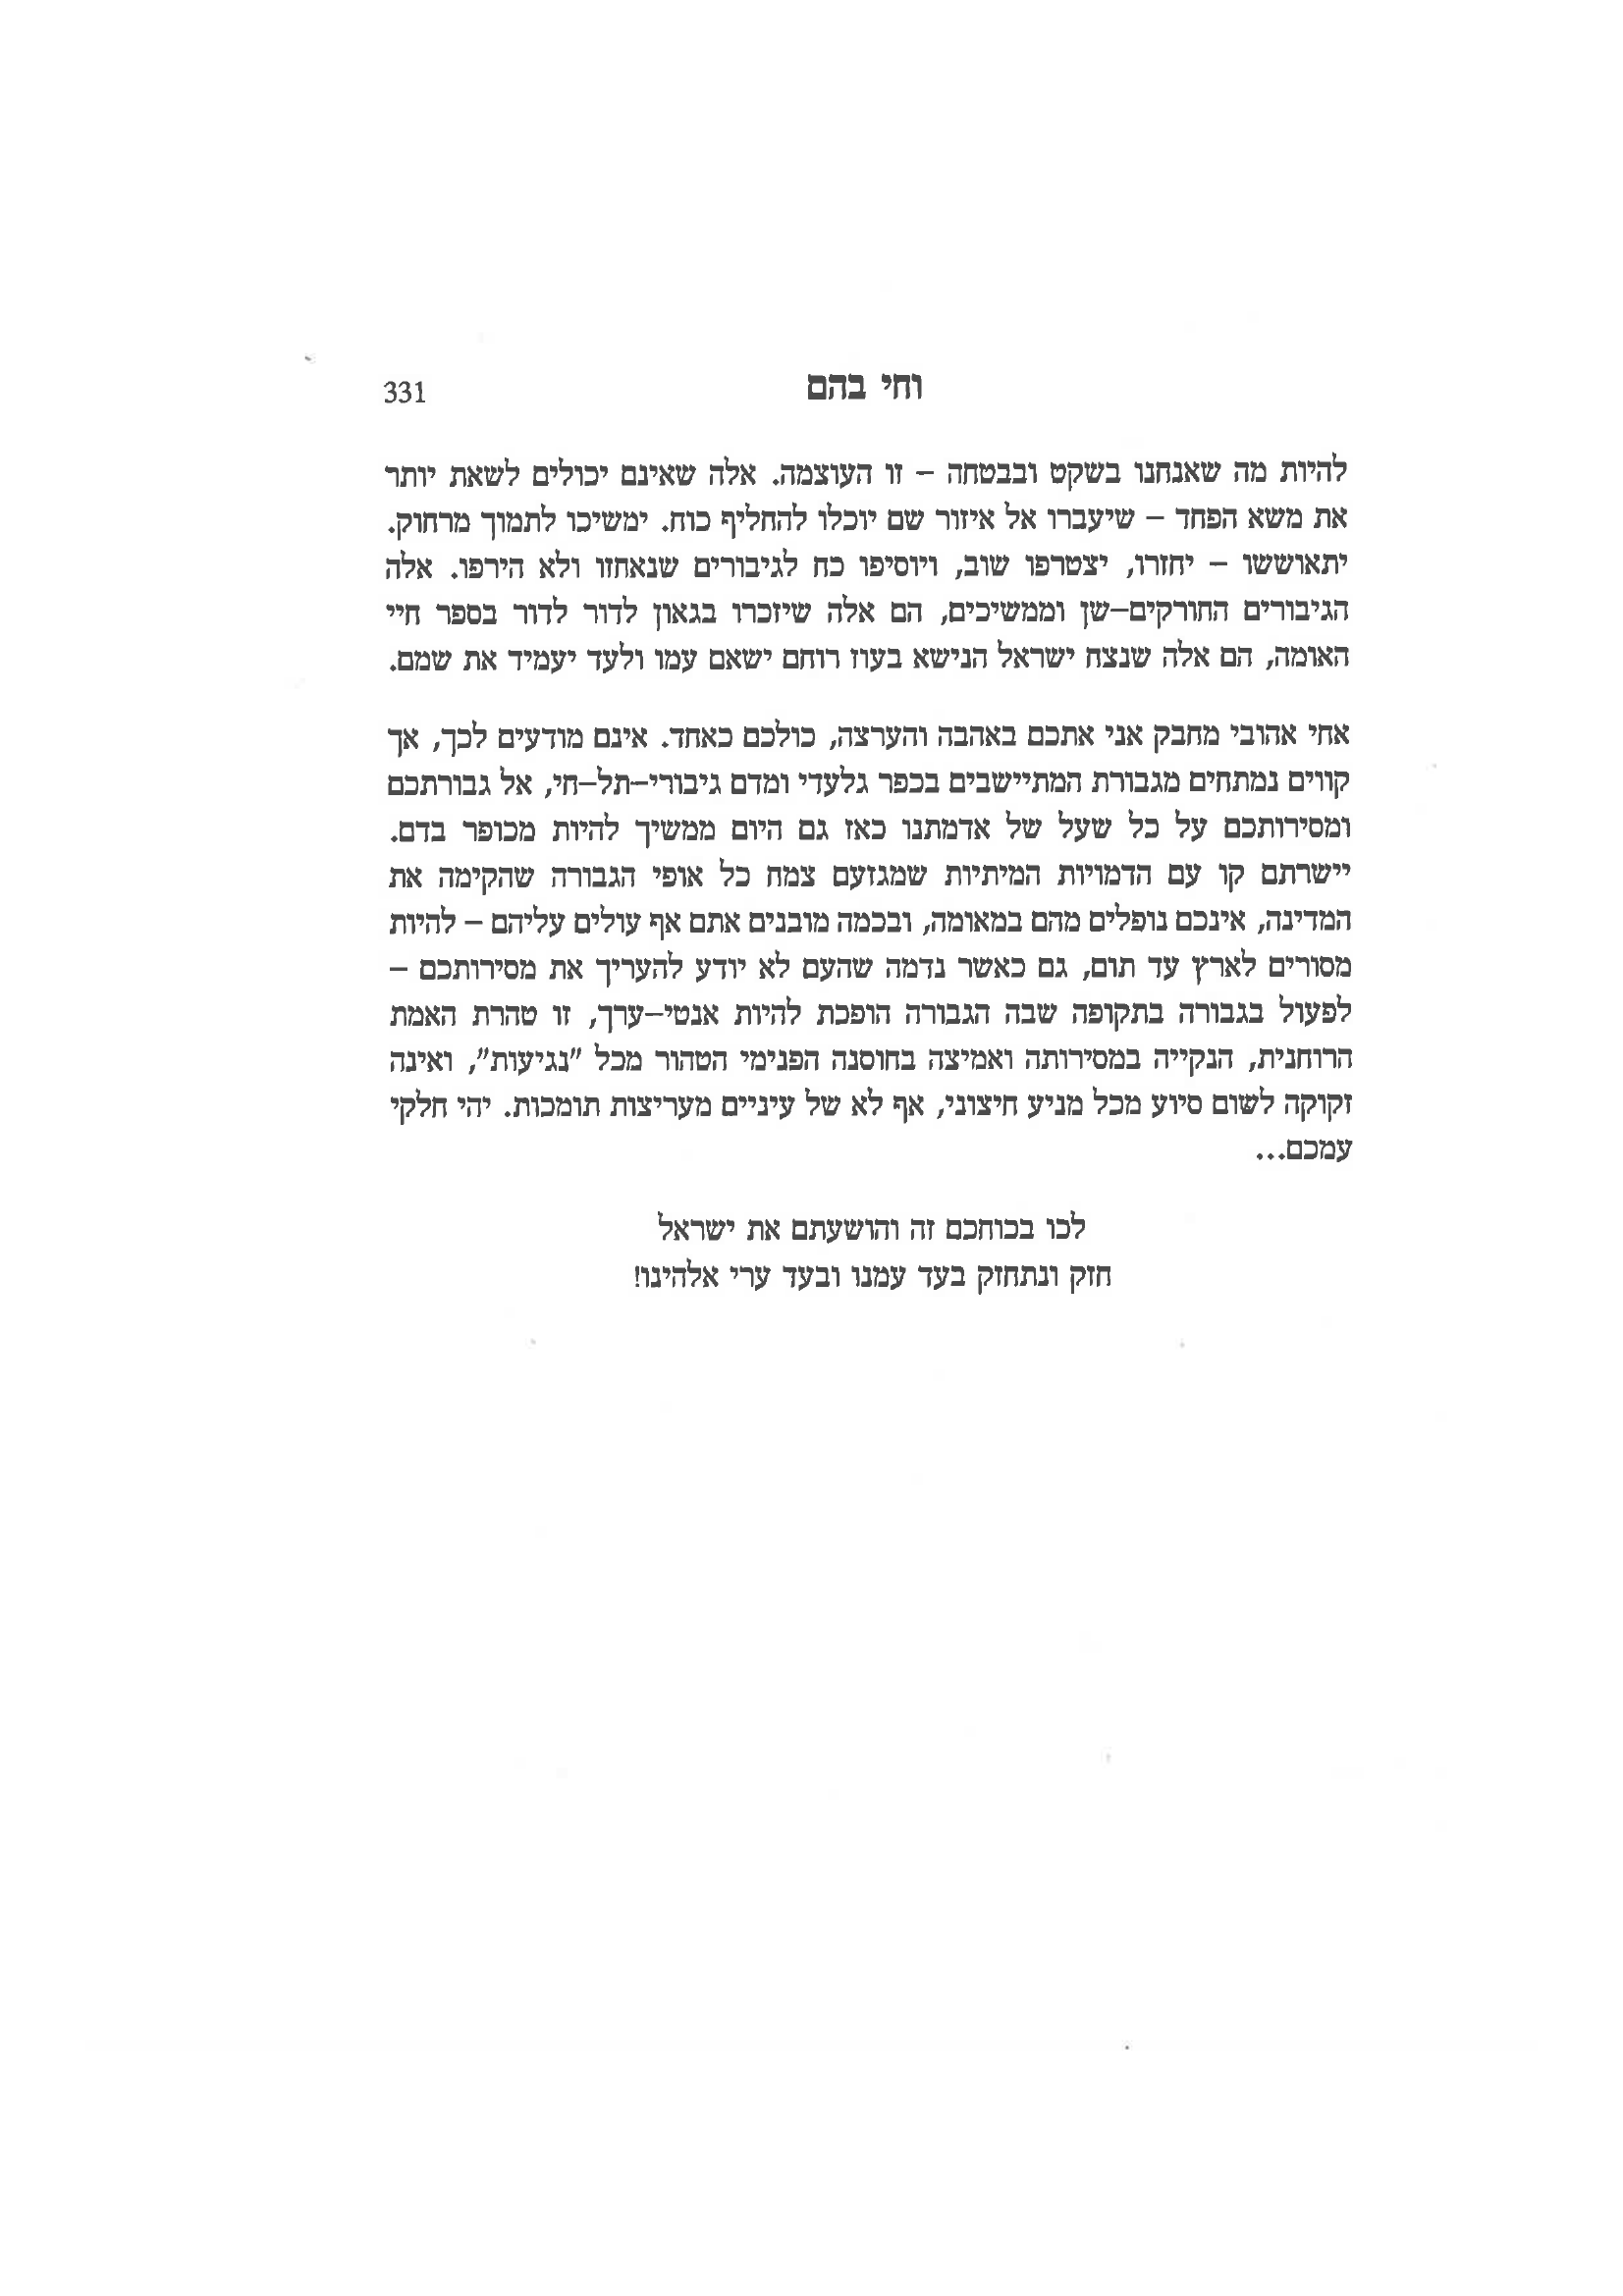 וחי בהם 331
להיות מה שאנחנו בשקט ובבטחה – זו העוצמה. אלה שאינם יכולים לשאת יותר
את משא הפחד – שיעברו אל איזור שם יוכלו להחליף כוח. ימשיכו לתמוך מרחוק.
יתאוששו – יחזרו, יצטרפו שוב, ויוסיפו כח לגיבורים שנאחזו ולא הירפו. אלה
הגיבורים החורקים–שן וממשיכים, הם אלה שיזכרו בגאון לדור לדור בספר חיי
האומה, הם אלה שנצח ישראל הנישא בעוז רוחם ישאם עמו ולעד יעמיד את שמם.
אחי אהובי מחבק אני אתכם באהבה והערצה, כולכם כאחד. אינם מודעים לכך, אך
קווים נמתחים מגבורת המתיישבים בכפר גלעדי ומדם גיבורי–תל–חי, אל גבורתכם
ומסירותכם על כל שעל של אדמתנו כאז גם היום ממשיך להיות מכופר בדם.
יישרתם קו עם הדמויות המיתיות שמגזעם צמח כל אופי הגבורה שהקימה את
המדינה, אינכם נופלים מהם במאומה, ובכמה מובנים אתם אף עולים עליהם – להיות
מסורים לארץ עד תום, גם כאשר נדמה שהעם לא יודע להעריך את מסירותכם –
לפעול בגבורה בתקופה שבה הגבורה הופכת להיות אנטי–ערך, זו טהרת האמת
הרוחנית, הנקייה במסירותה ואמיצה בחוסנה הפנימי הטהור מכל "נגיעות", ואינה
זקוקה לשום סיוע מכל מניע חיצוני, אף לא של עיניים מעריצות תומכות. יהי חלקי
עמכם...
לכו בכוחכם זה והושעתם את ישראל
חזק ונתחזק בעד עמנו ובעד ערי אלהינו!